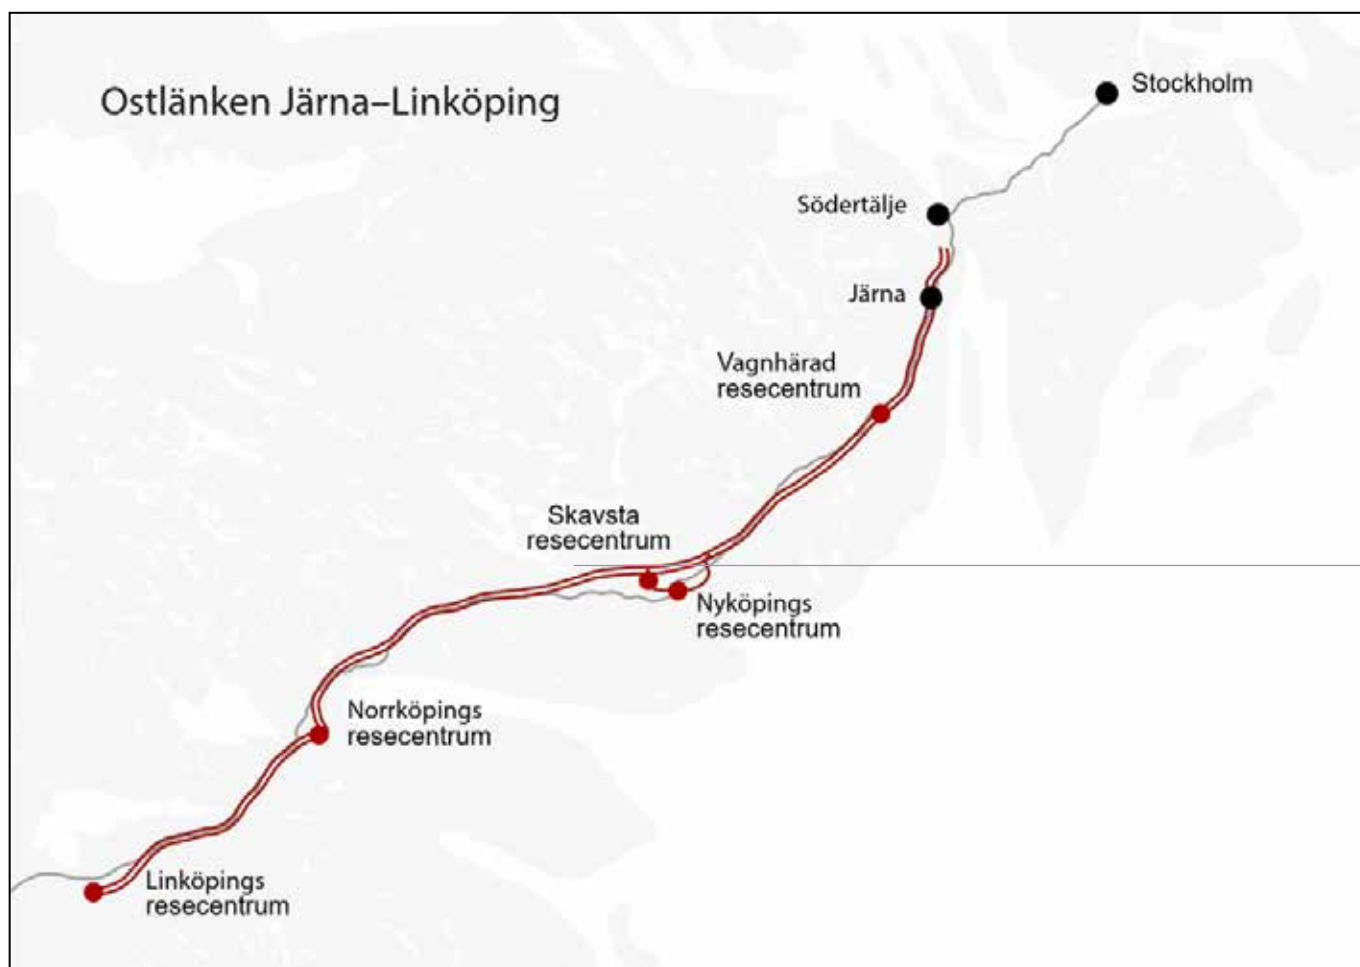 Ostlänken Järna–Linköping
Stockholm
Södertälje
Järna
Vagnhärad
resecentrum
Skavsta
resecentrum
Nyköpings
resecentrum
Norrköpings
resecentrum
Linköpings
resecentrum